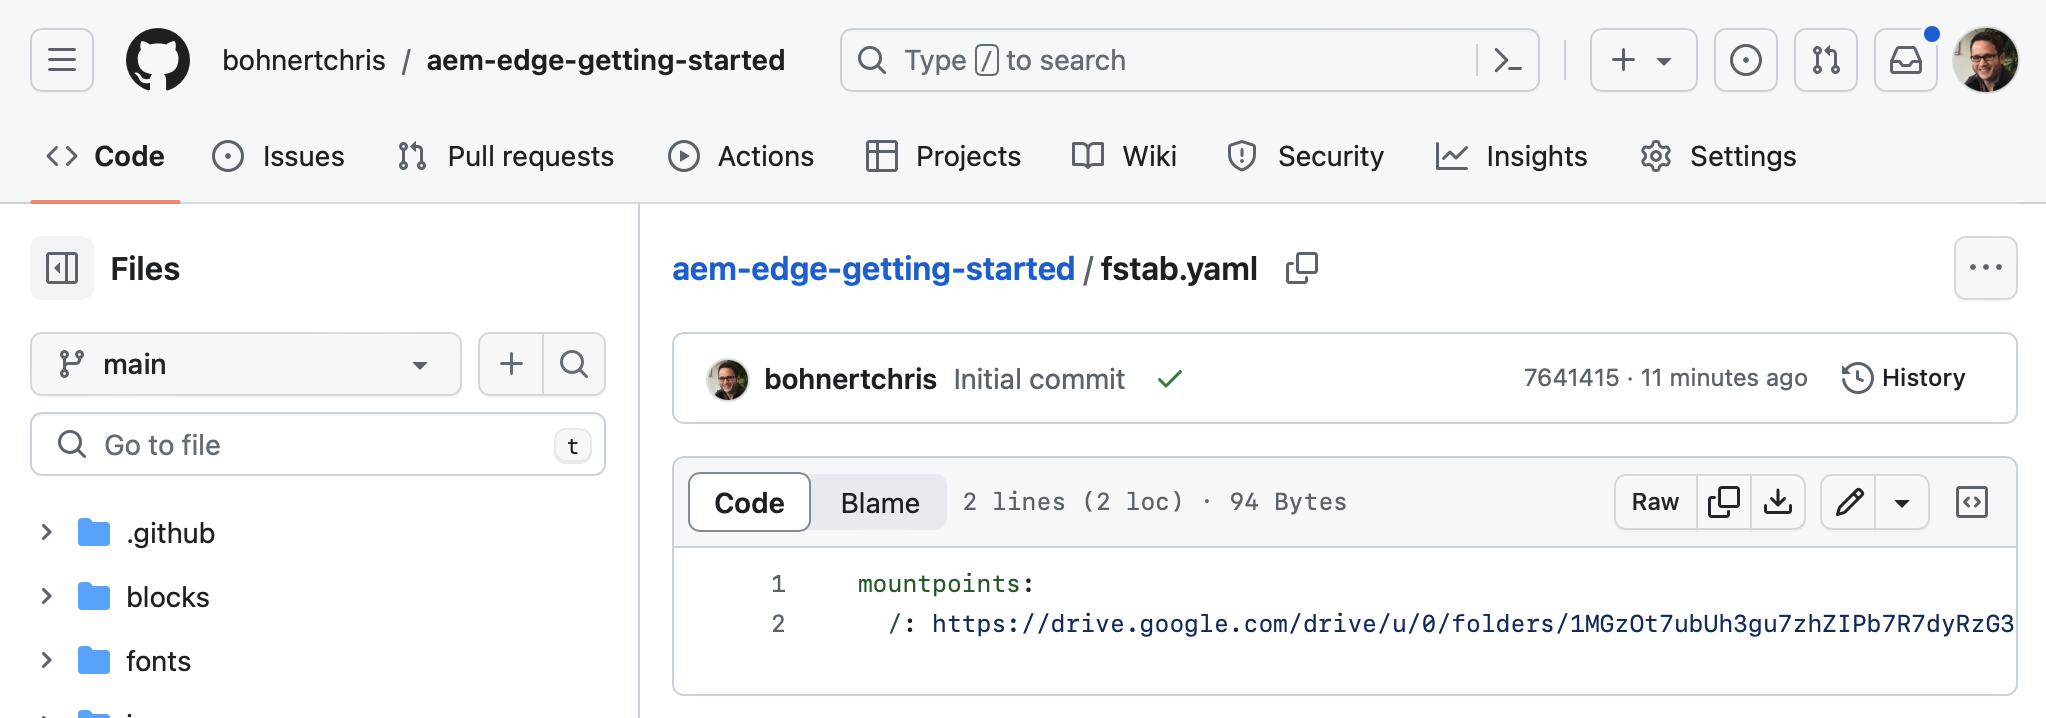 bohnertchris / aem-edge-getting-started
Type / to search
Code
Issues
Pull requests
Actions
Projects
Wiki
Security
Insights
Settings
Files
main
Go to file
t
.github
blocks
fonts
aem-edge-getting-started / fstab.yaml
bohnertchris Initial commit
7641415 · 11 minutes ago
History
Code
Blame
2 lines (2 loc) · 94 Bytes
Raw
1 mountpoints:
2 /: https://drive.google.com/drive/u/0/folders/1MGzOt7ubUh3gu7zhZIPb7R7dyRzG3